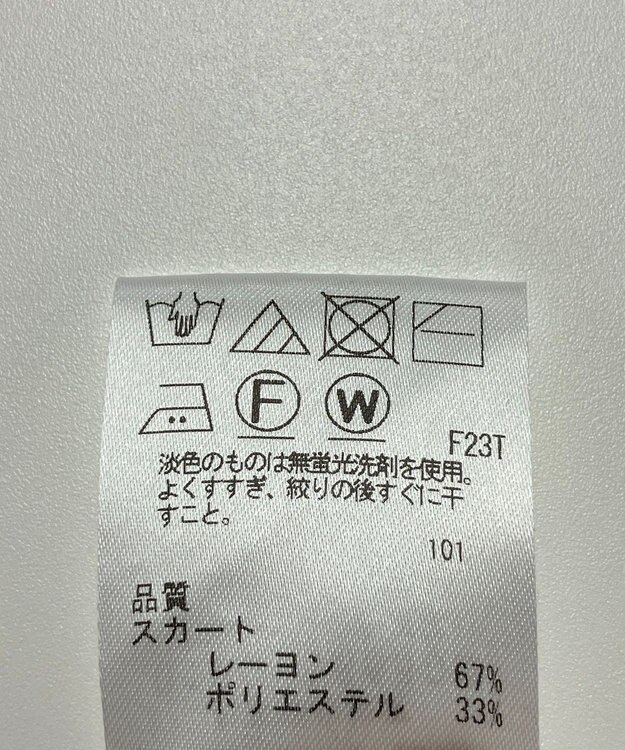 F W
F23T
淡色のものは無蛍光洗剤を使用。
よくすすぎ、絞りの後すぐに干
すこと。
101
品質
スカート
レーヨン 67%
ポリエステル 33%